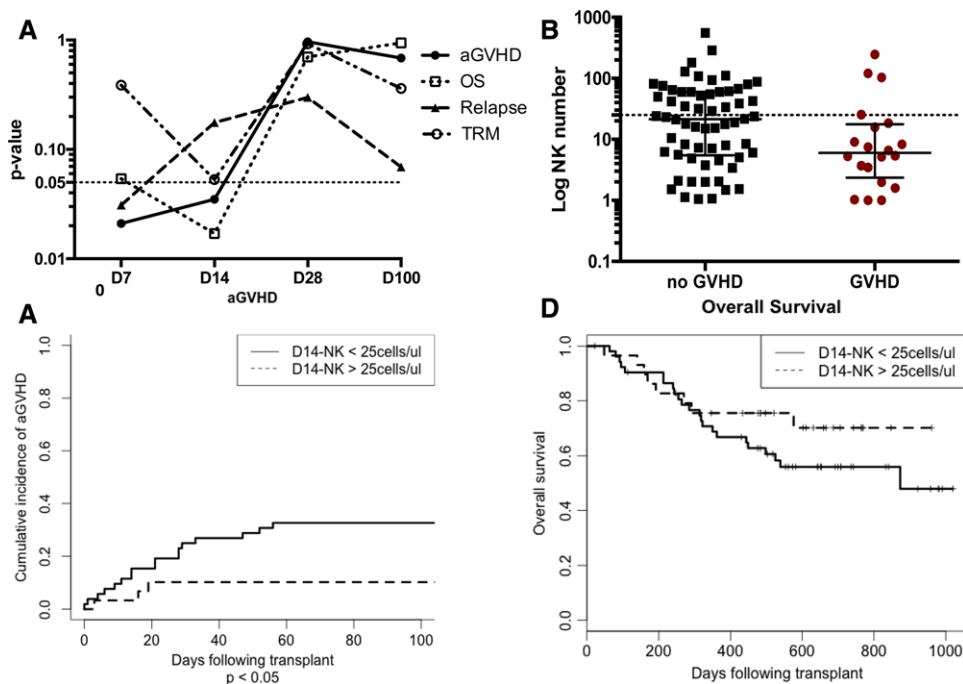 A
1
0.10
0.05
0.01
p-value
0
D7
D14
D28
D100
aGVHD
aGVHD
OS
Relapse
TRM
B
1000
100
10
1
0.1
Log NK number
no GVHD
GVHD
A
1.0
0.8
0.6
0.4
0.2
0.0
Cumulative incidence of aGVHD
D14-NK < 25cells/ul
D14-NK > 25cells/ul
0
20
40
60
80
100
Days following transplant
p < 0.05
Overall Survival
D
1.0
0.8
0.6
0.4
0.2
0.0
Overall survival
D14-NK < 25cells/ul
D14-NK > 25cells/ul
0
200
400
600
800
1000
Days following transplant